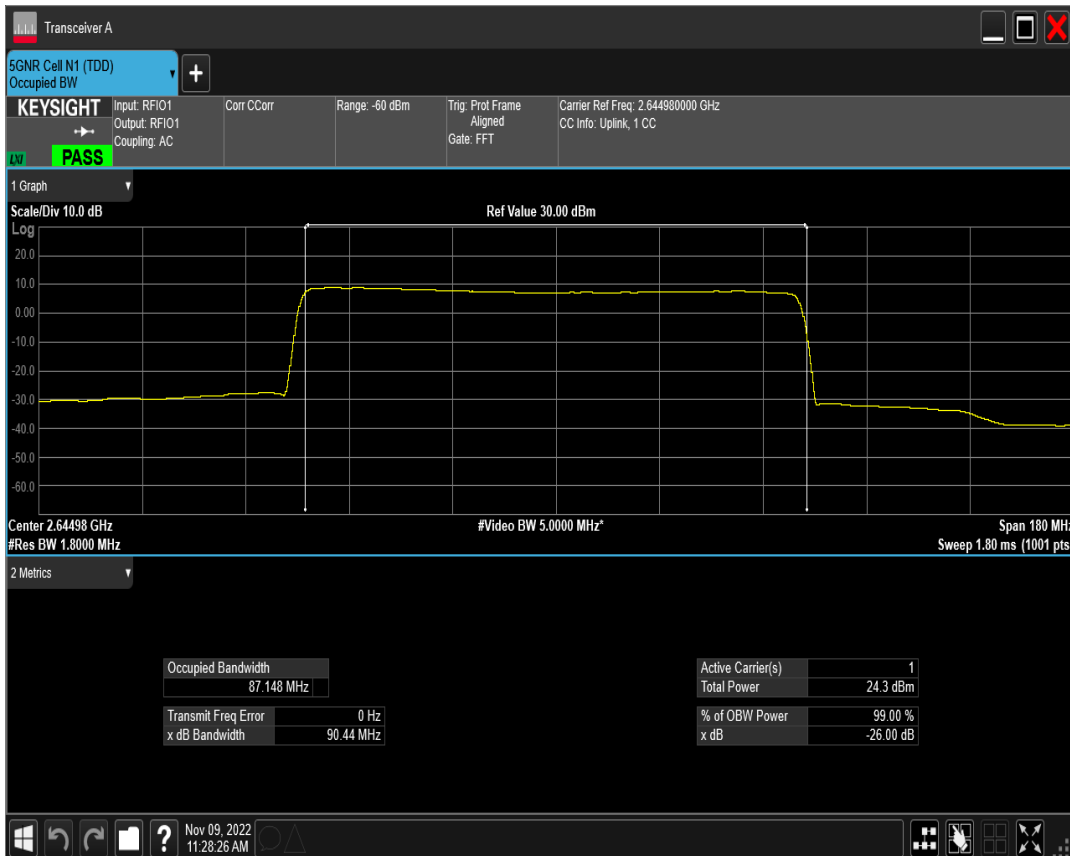 Transceiver A
5GNR Cell N1 (TDD)
Occupied BW
+
KEYSIGHT
LXI
PASS
Input: RFIO1
Output: RFIO1
Coupling: AC
Corr CCorr
Range: -60 dBm
Trig: Prot Frame
Aligned
Gate: FFT
Carrier Ref Freq: 2.644980000 GHz
CC Info: Uplink, 1 CC
1 Graph
Scale/Div 10.0 dB
Ref Value 30.00 dBm
Log
20.0
10.0
0.00
-10.0
-20.0
-30.0
-40.0
-50.0
-60.0
Center 2.64498 GHz
#Video BW 5.0000 MHz*
Span 180 MHz
#Res BW 1.8000 MHz
Sweep 1.80 ms (1001 pts
2 Metrics
Occupied Bandwidth
87.148 MHz
Transmit Freq Error 0 Hz
x dB Bandwidth 90.44 MHz
Active Carrier(s) 1
Total Power 24.3 dBm
% of OBW Power 99.00 %
x dB -26.00 dB
?
Nov 09, 2022
11:28:26 AM